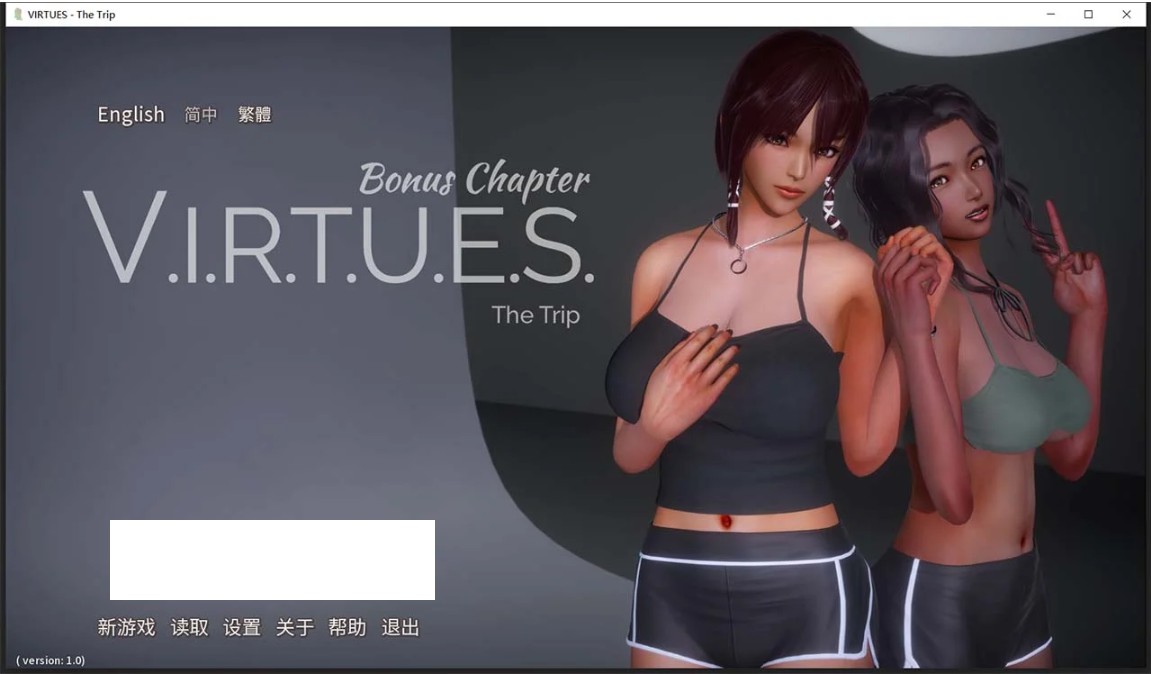 VIRTUES - The Trip
English 简中 繁體
Bonus Chapter
V.I.R.T.U.E.S.
The Trip
新游戏 读取 设置 关于 帮助 退出
( version: 1.0)